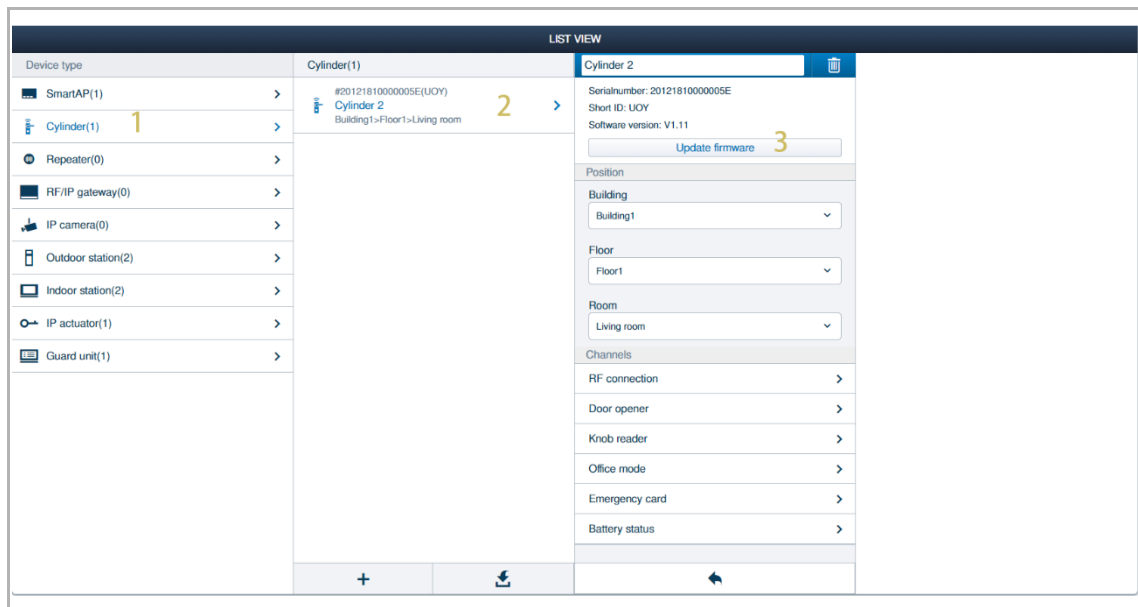 LIST VIEW
Device type
SmartAP(1)
Cylinder(1)
1
Repeater(0)
RF/IP gateway(0)
IP camera(0)
Outdoor station(2)
Indoor station(2)
IP actuator(1)
Guard unit(1)
Cylinder(1)
#20121810000005E(UOY)
Cylinder 2
Building1>Floor1>Living room
2
Cylinder 2
Serialnumber: 20121810000005E
Short ID: UOY
Software version: V1.11
Update firmware
3
Position
Building
Building1
Floor
Floor1
Room
Living room
Channels
RF connection
Door opener
Knob reader
Office mode
Emergency card
Battery status